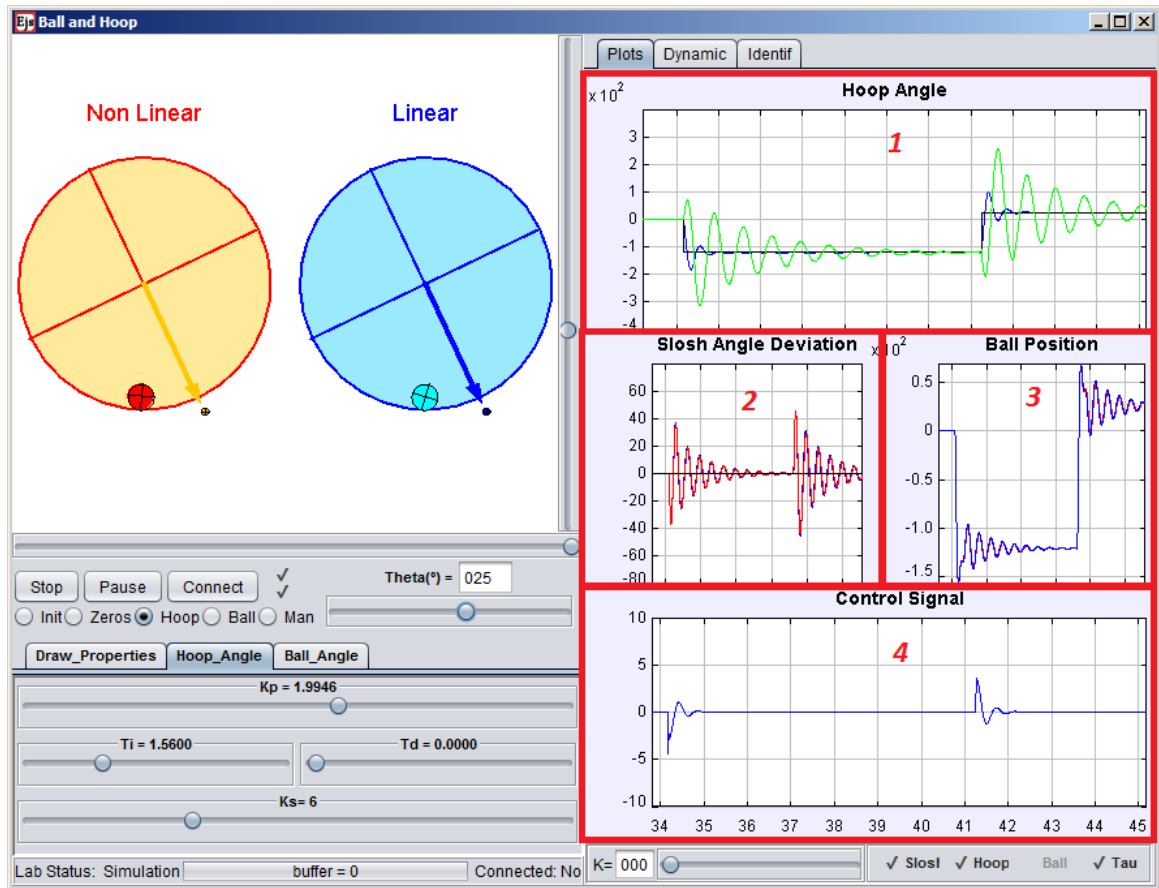 Ejs Ball and Hoop
Non Linear
Linear
Stop
Pause
Connect
Theta(º) = 025
Init
Zeros
Hoop
Ball
Man
Draw_Properties
Hoop_Angle
Ball_Angle
Kp = 1.9946
Ti = 1.5600
Td = 0.0000
Ks= 6
Lab Status: Simulation
buffer = 0
Connected: No
Plots
Dynamic
Identif
Hoop Angle
x 10²
1
3
2
1
0
-1
-2
-3
-4
Slosh Angle Deviation
2
60
40
20
0
-20
-40
-60
-80
Ball Position
x 10²
3
0.5
0
-0.5
-1.0
-1.5
Control Signal
4
10
5
0
-5
-10
34 35 36 37 38 39 40 41 42 43 44 45
K= 000
Slosl
Hoop
Ball
Tau